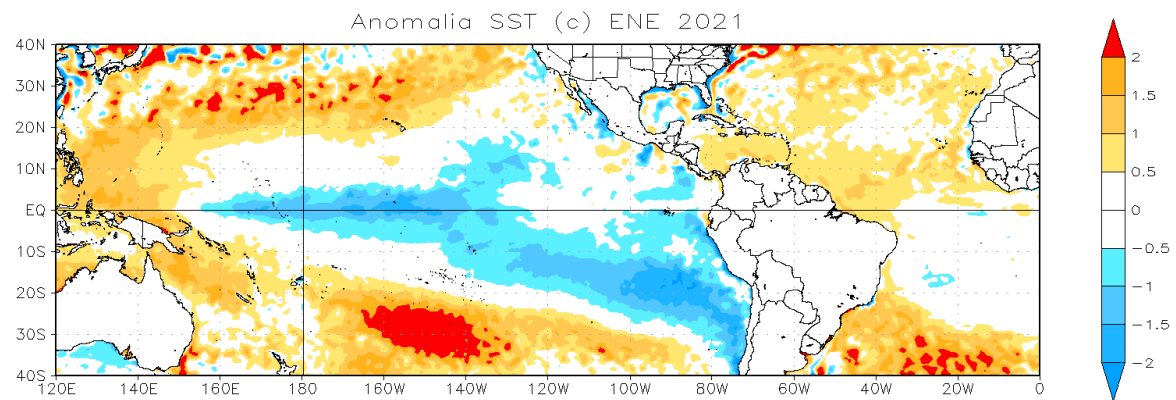 Anomalia SST (c) ENE 2021
40N
30N
20N
10N
EQ
10S
20S
30S
40S
120E 140E 160E 180 160W 140W 120W 100W 80W 60W 40W 20W 0
2
1.5
1
0.5
0
−0.5
−1
−1.5
−2